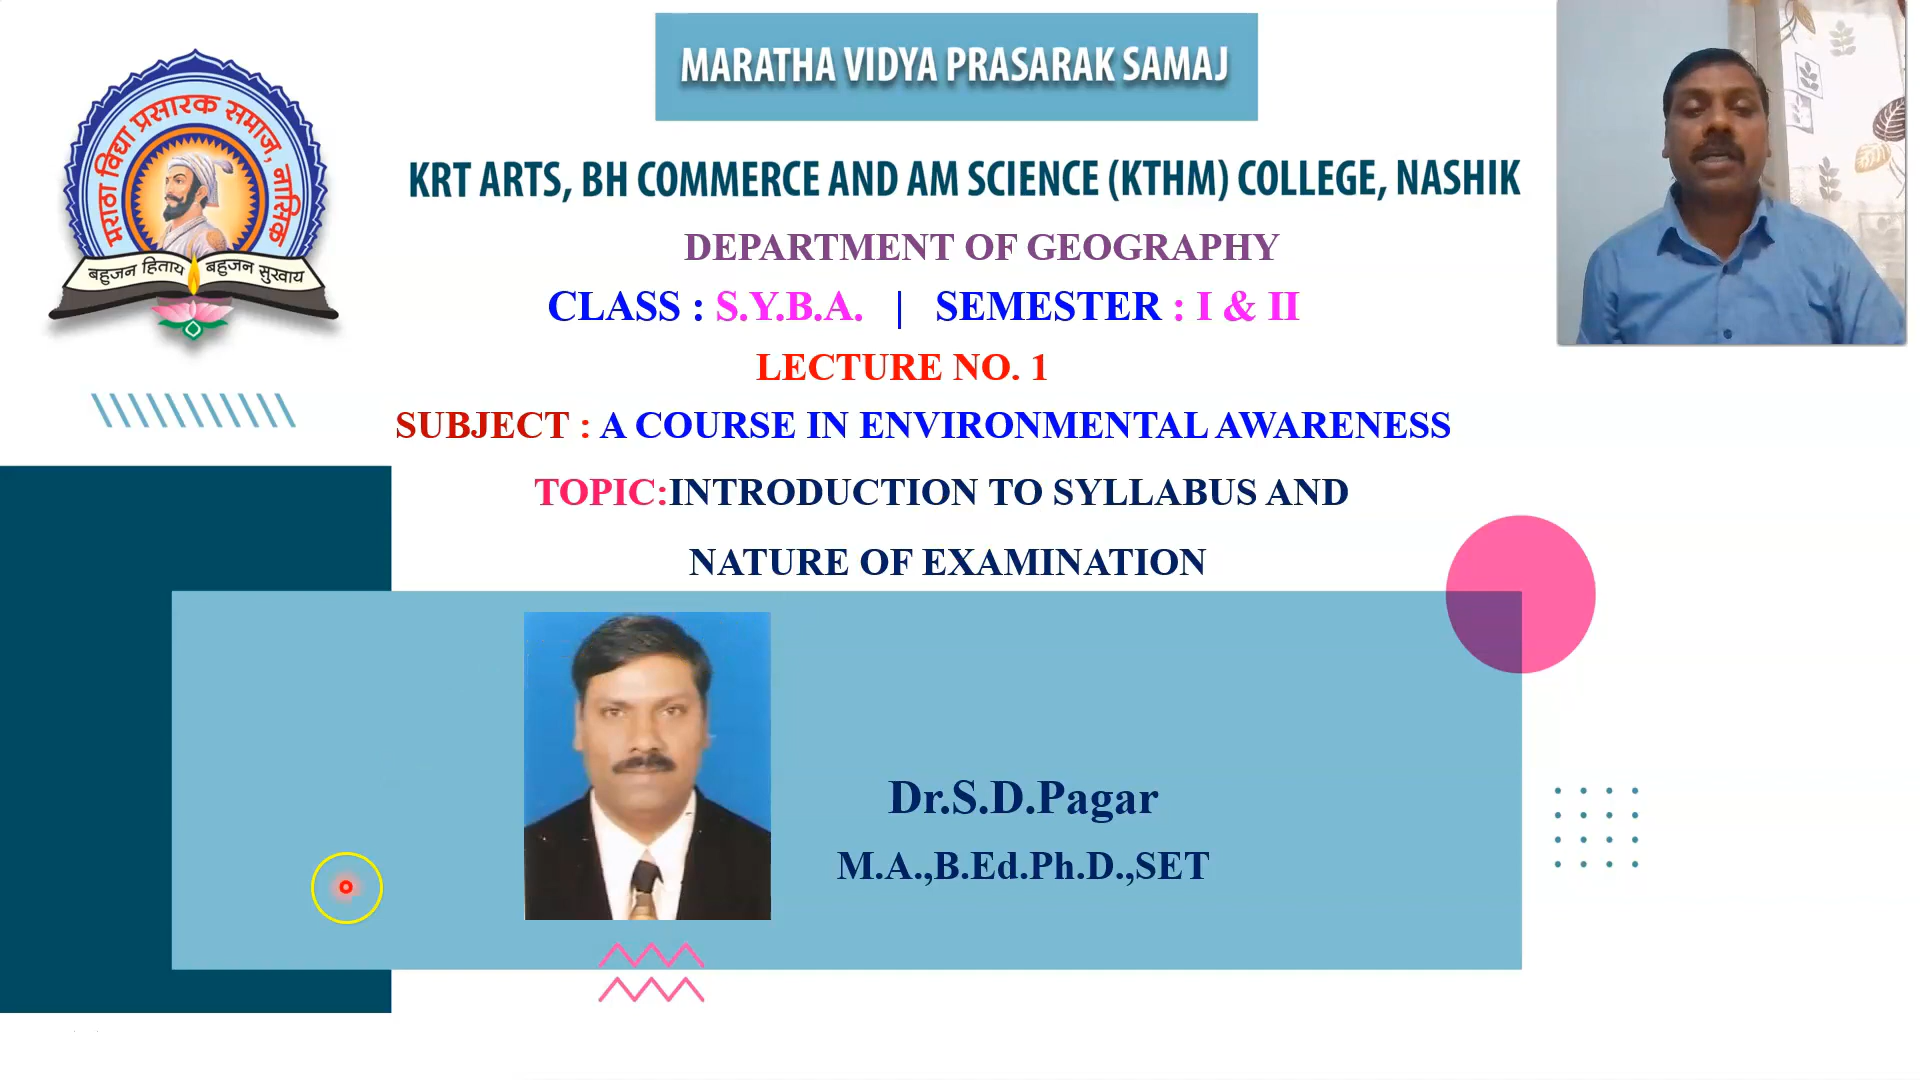 मराठा विद्या प्रसारक समाज, नासिक
बहुजन हिताय बहुजन सुखाय
MARATHA VIDYA PRASARAK SAMAJ
KRT ARTS, BH COMMERCE AND AM SCIENCE (KTHM) COLLEGE, NASHIK
DEPARTMENT OF GEOGRAPHY
CLASS : S.Y.B.A. | SEMESTER : I & II
LECTURE NO. 1
SUBJECT : A COURSE IN ENVIRONMENTAL AWARENESS
TOPIC:INTRODUCTION TO SYLLABUS AND
NATURE OF EXAMINATION
Dr.S.D.Pagar
M.A.,B.Ed.Ph.D.,SET